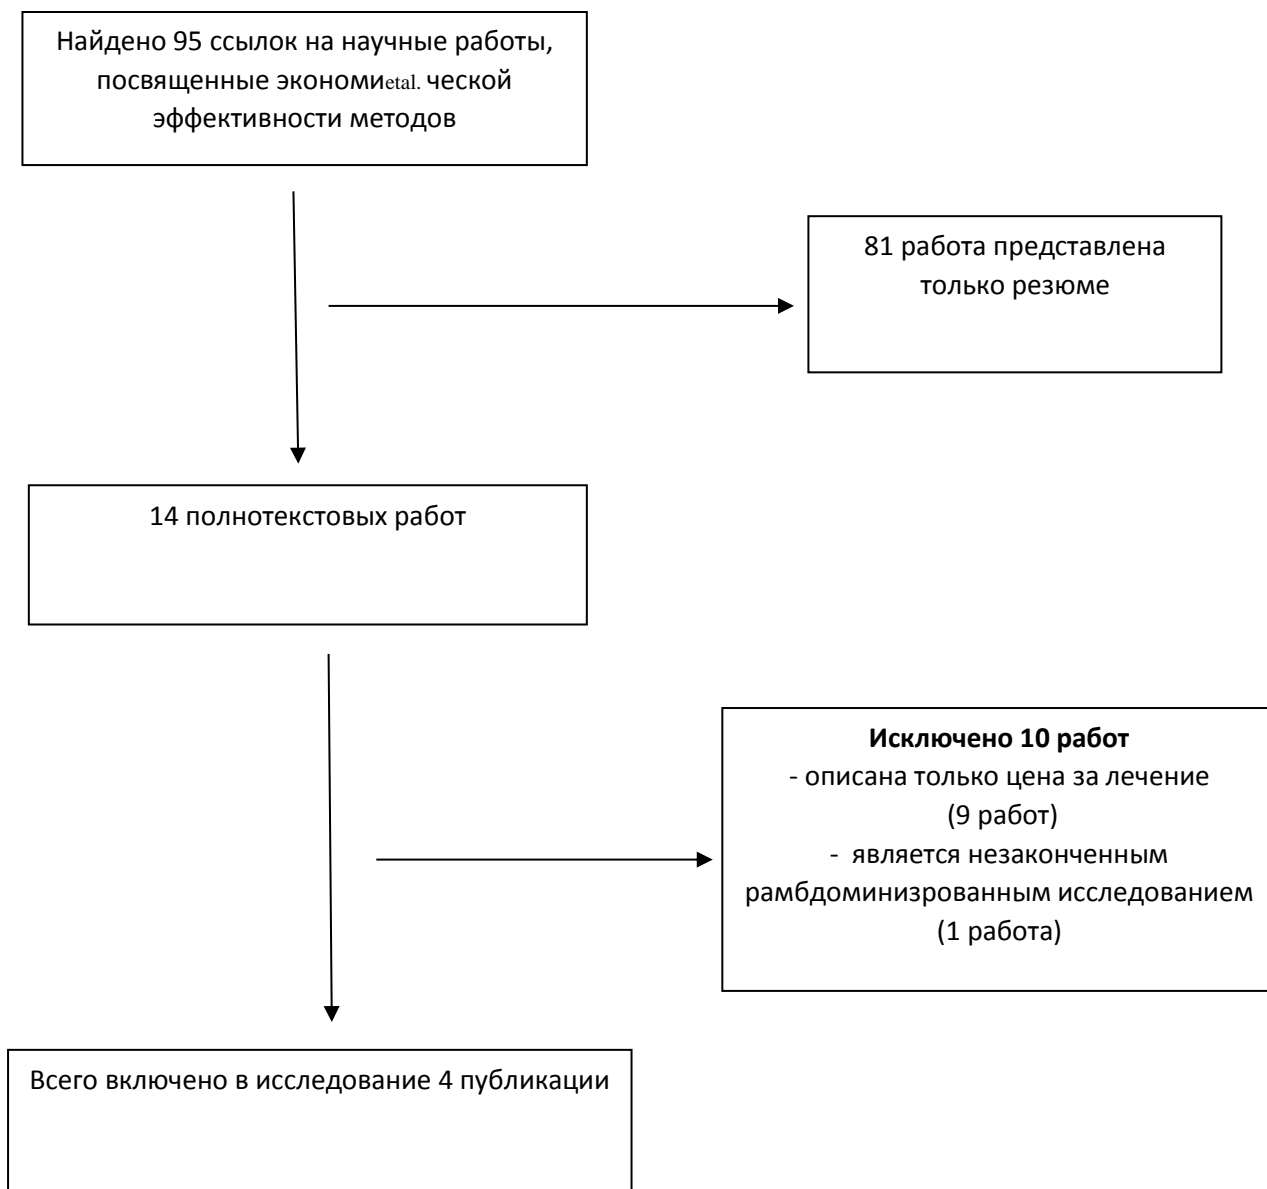 Найдено 95 ссылок на научные работы,
посвященные экономиetal. ческой
эффективности методов
81 работа представлена
только резюме
14 полнотекстовых работ
Исключено 10 работ
- описана только цена за лечение
(9 работ)
- является незаконченным
рамбдоминизрованным исследованием
(1 работа)
Всего включено в исследование 4 публикации